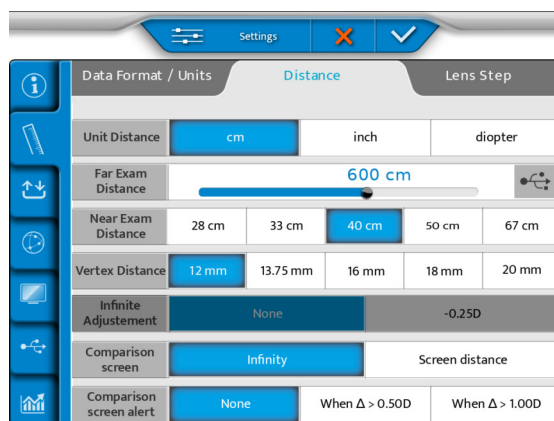 Settings
Data Format / Units Distance Lens Step
Unit Distance cm inch diopter
Far Exam
Distance
600 cm
Near Exam
Distance
28 cm 33 cm 40 cm 50 cm 67 cm
Vertex Distance 12 mm 13.75 mm 16 mm 18 mm 20 mm
Infinite
Adjustement
None -0.25D
Comparison
screen
Infinity Screen distance
Comparison
screen alert
None When Δ > 0.50D When Δ > 1.00D